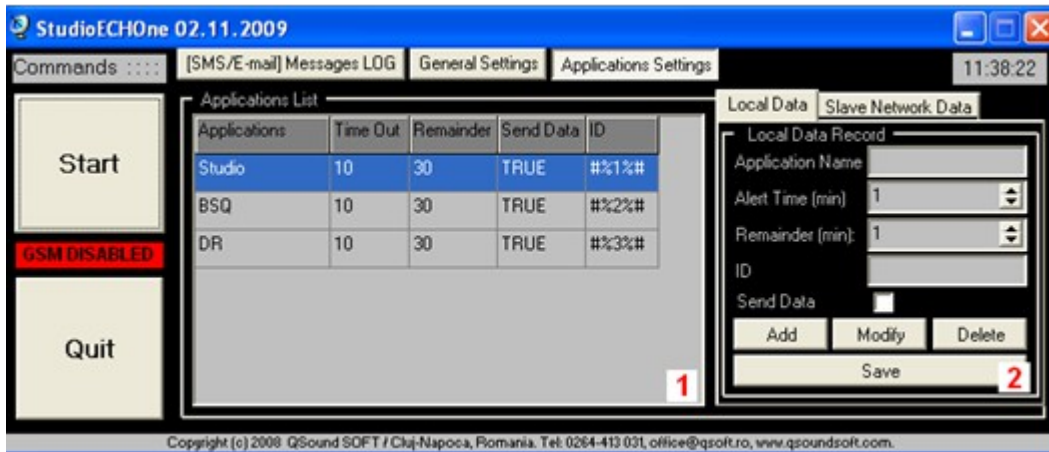 StudioECHOne 02.11.2009
Commands ::::
[SMS/E-mail] Messages LOG General Settings Applications Settings
11:38:22
Start
GSM DISABLED
Quit
Applications List
Applications Time Out Remainder Send Data ID
Studio 10 30 TRUE #%1%#
BSQ 10 30 TRUE #%2%#
DR 10 30 TRUE #%3%#
1
Local Data Slave Network Data
Local Data Record
Application Name
Alert Time (min) 1
Remainder (min): 1
ID
Send Data
Add Modify Delete
Save
2
Copyright (c) 2008 QSound SOFT / Cluj-Napoca, Romania. Tel: 0264-413 031, office@qsoft.ro, www.qsoundsoft.com.